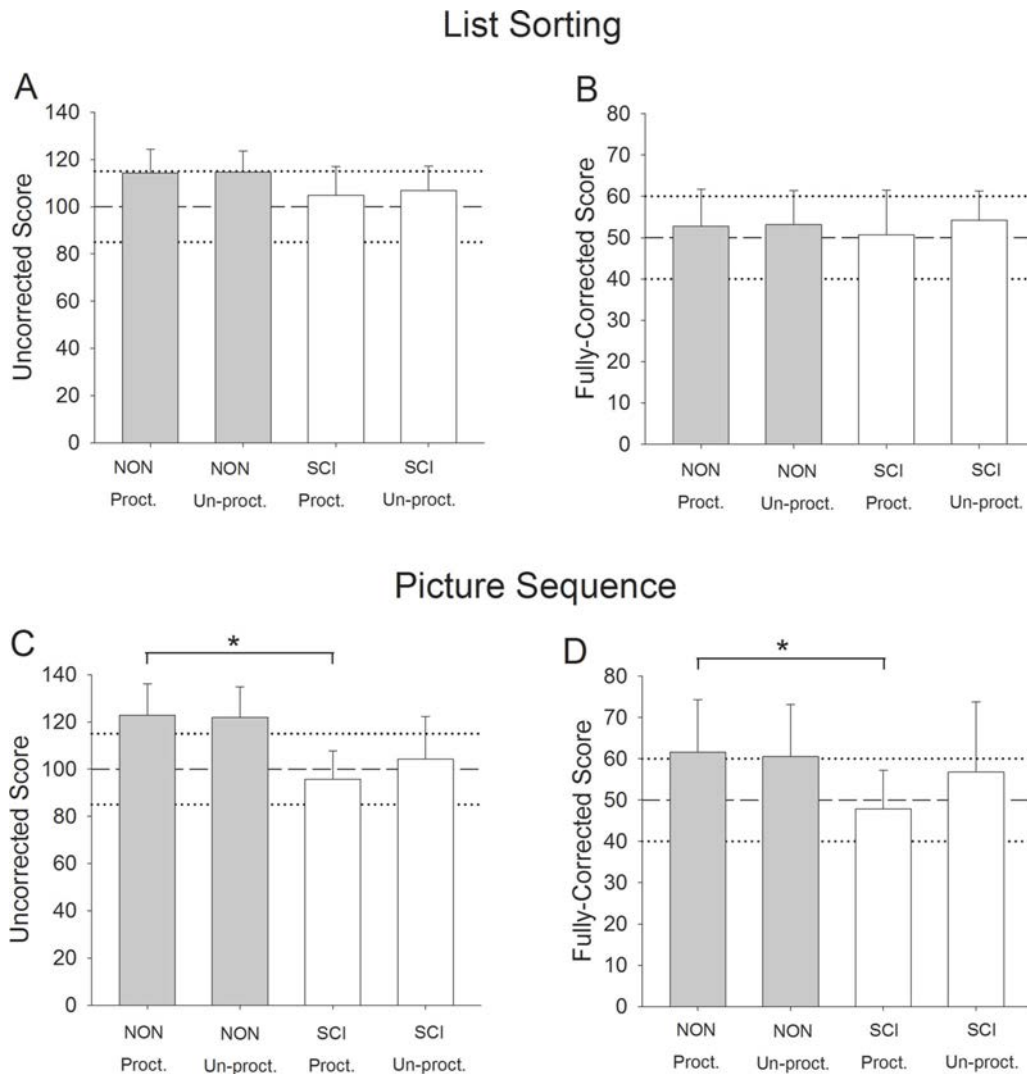 List Sorting
A
140
120
100
80
60
40
20
0
Uncorrected Score
NON NON SCI SCI
Proct. Un-proct. Proct. Un-proct.
B
80
70
60
50
40
30
20
10
0
Fully-Corrected Score
NON NON SCI SCI
Proct. Un-proct. Proct. Un-proct.
Picture Sequence
C
*
140
120
100
80
60
40
20
0
Uncorrected Score
NON NON SCI SCI
Proct. Un-proct. Proct. Un-proct.
D
*
80
70
60
50
40
30
20
10
0
Fully-Corrected Score
NON NON SCI SCI
Proct. Un-proct. Proct. Un-proct.